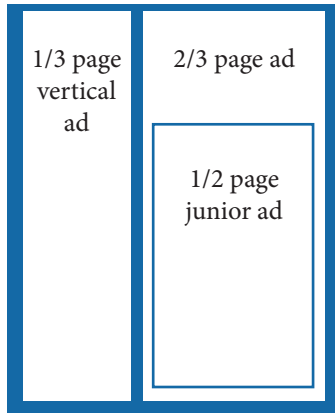 1/3 page
vertical
ad
2/3 page ad
1/2 page
junior ad